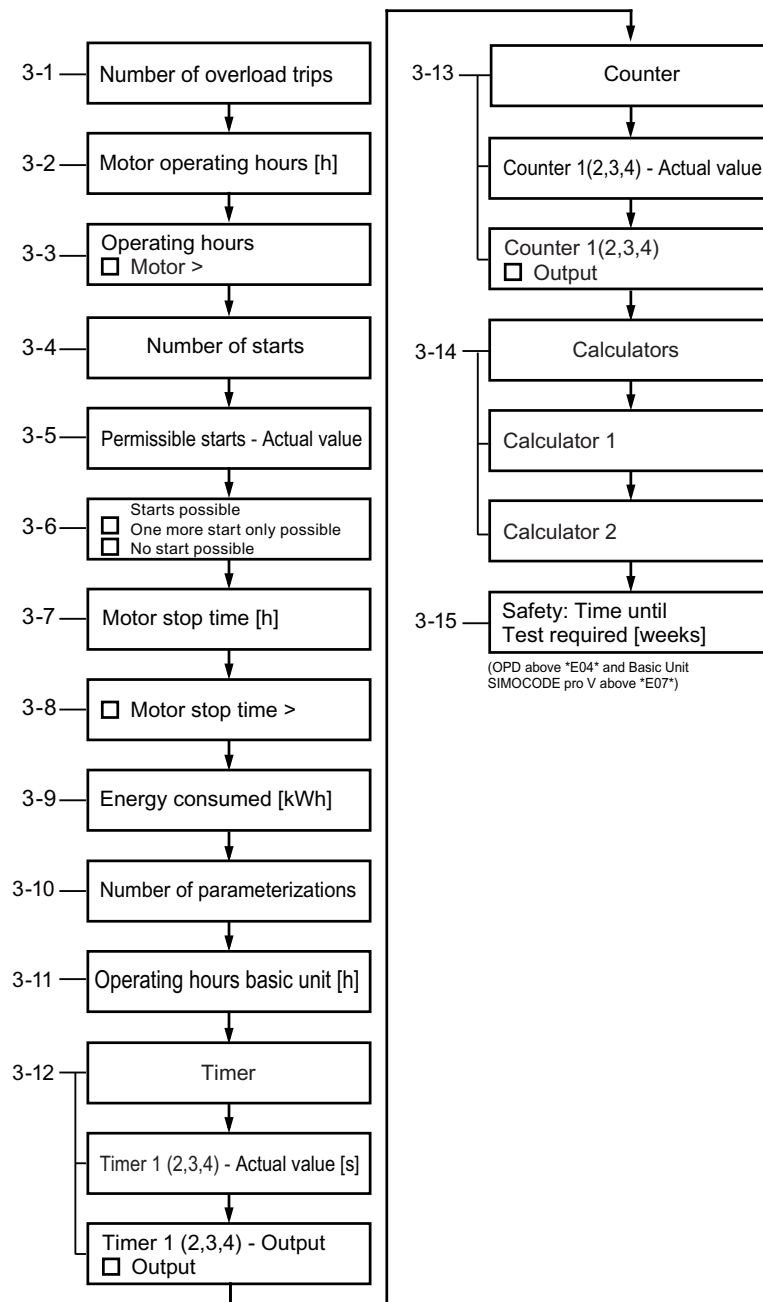 3-1
Number of overload trips
3-2
Motor operating hours [h]
3-3
Operating hours
Motor >
3-4
Number of starts
3-5
Permissible starts - Actual value
3-6
Starts possible
One more start only possible
No start possible
3-7
Motor stop time [h]
3-8
Motor stop time >
3-9
Energy consumed [kWh]
3-10
Number of parameterizations
3-11
Operating hours basic unit [h]
3-12
Timer
Timer 1 (2,3,4) - Actual value [s]
Timer 1 (2,3,4) - Output
Output
3-13
Counter
Counter 1(2,3,4) - Actual value
Counter 1(2,3,4)
Output
3-14
Calculators
Calculator 1
Calculator 2
3-15
Safety: Time until
Test required [weeks]
(OPD above *E04* and Basic Unit
SIMOCODE pro V above *E07*)